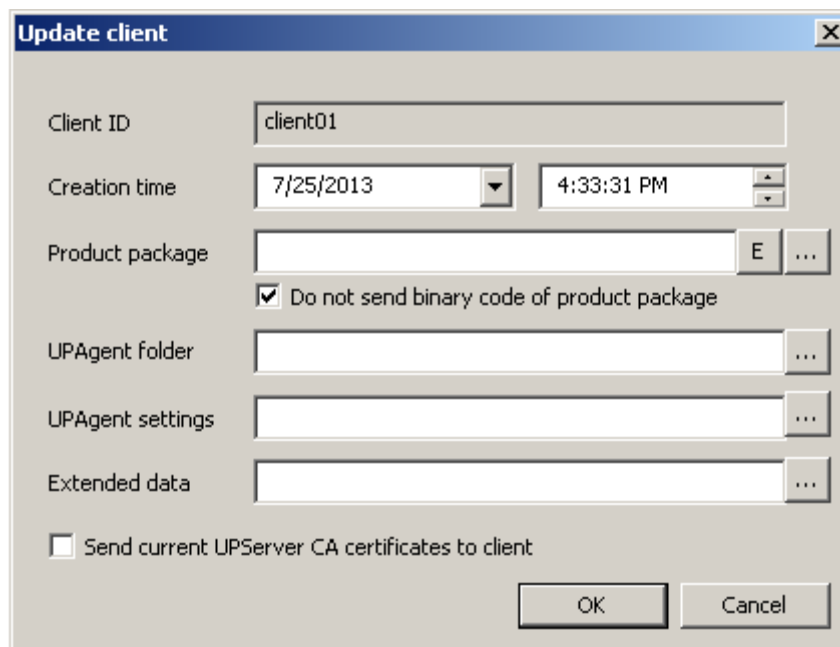 Update client
Client ID client01
Creation time 7/25/2013 4:33:31 PM
Product package E ...
Do not send binary code of product package
UPAgent folder ...
UPAgent settings ...
Extended data ...
Send current UPServer CA certificates to client
OK Cancel